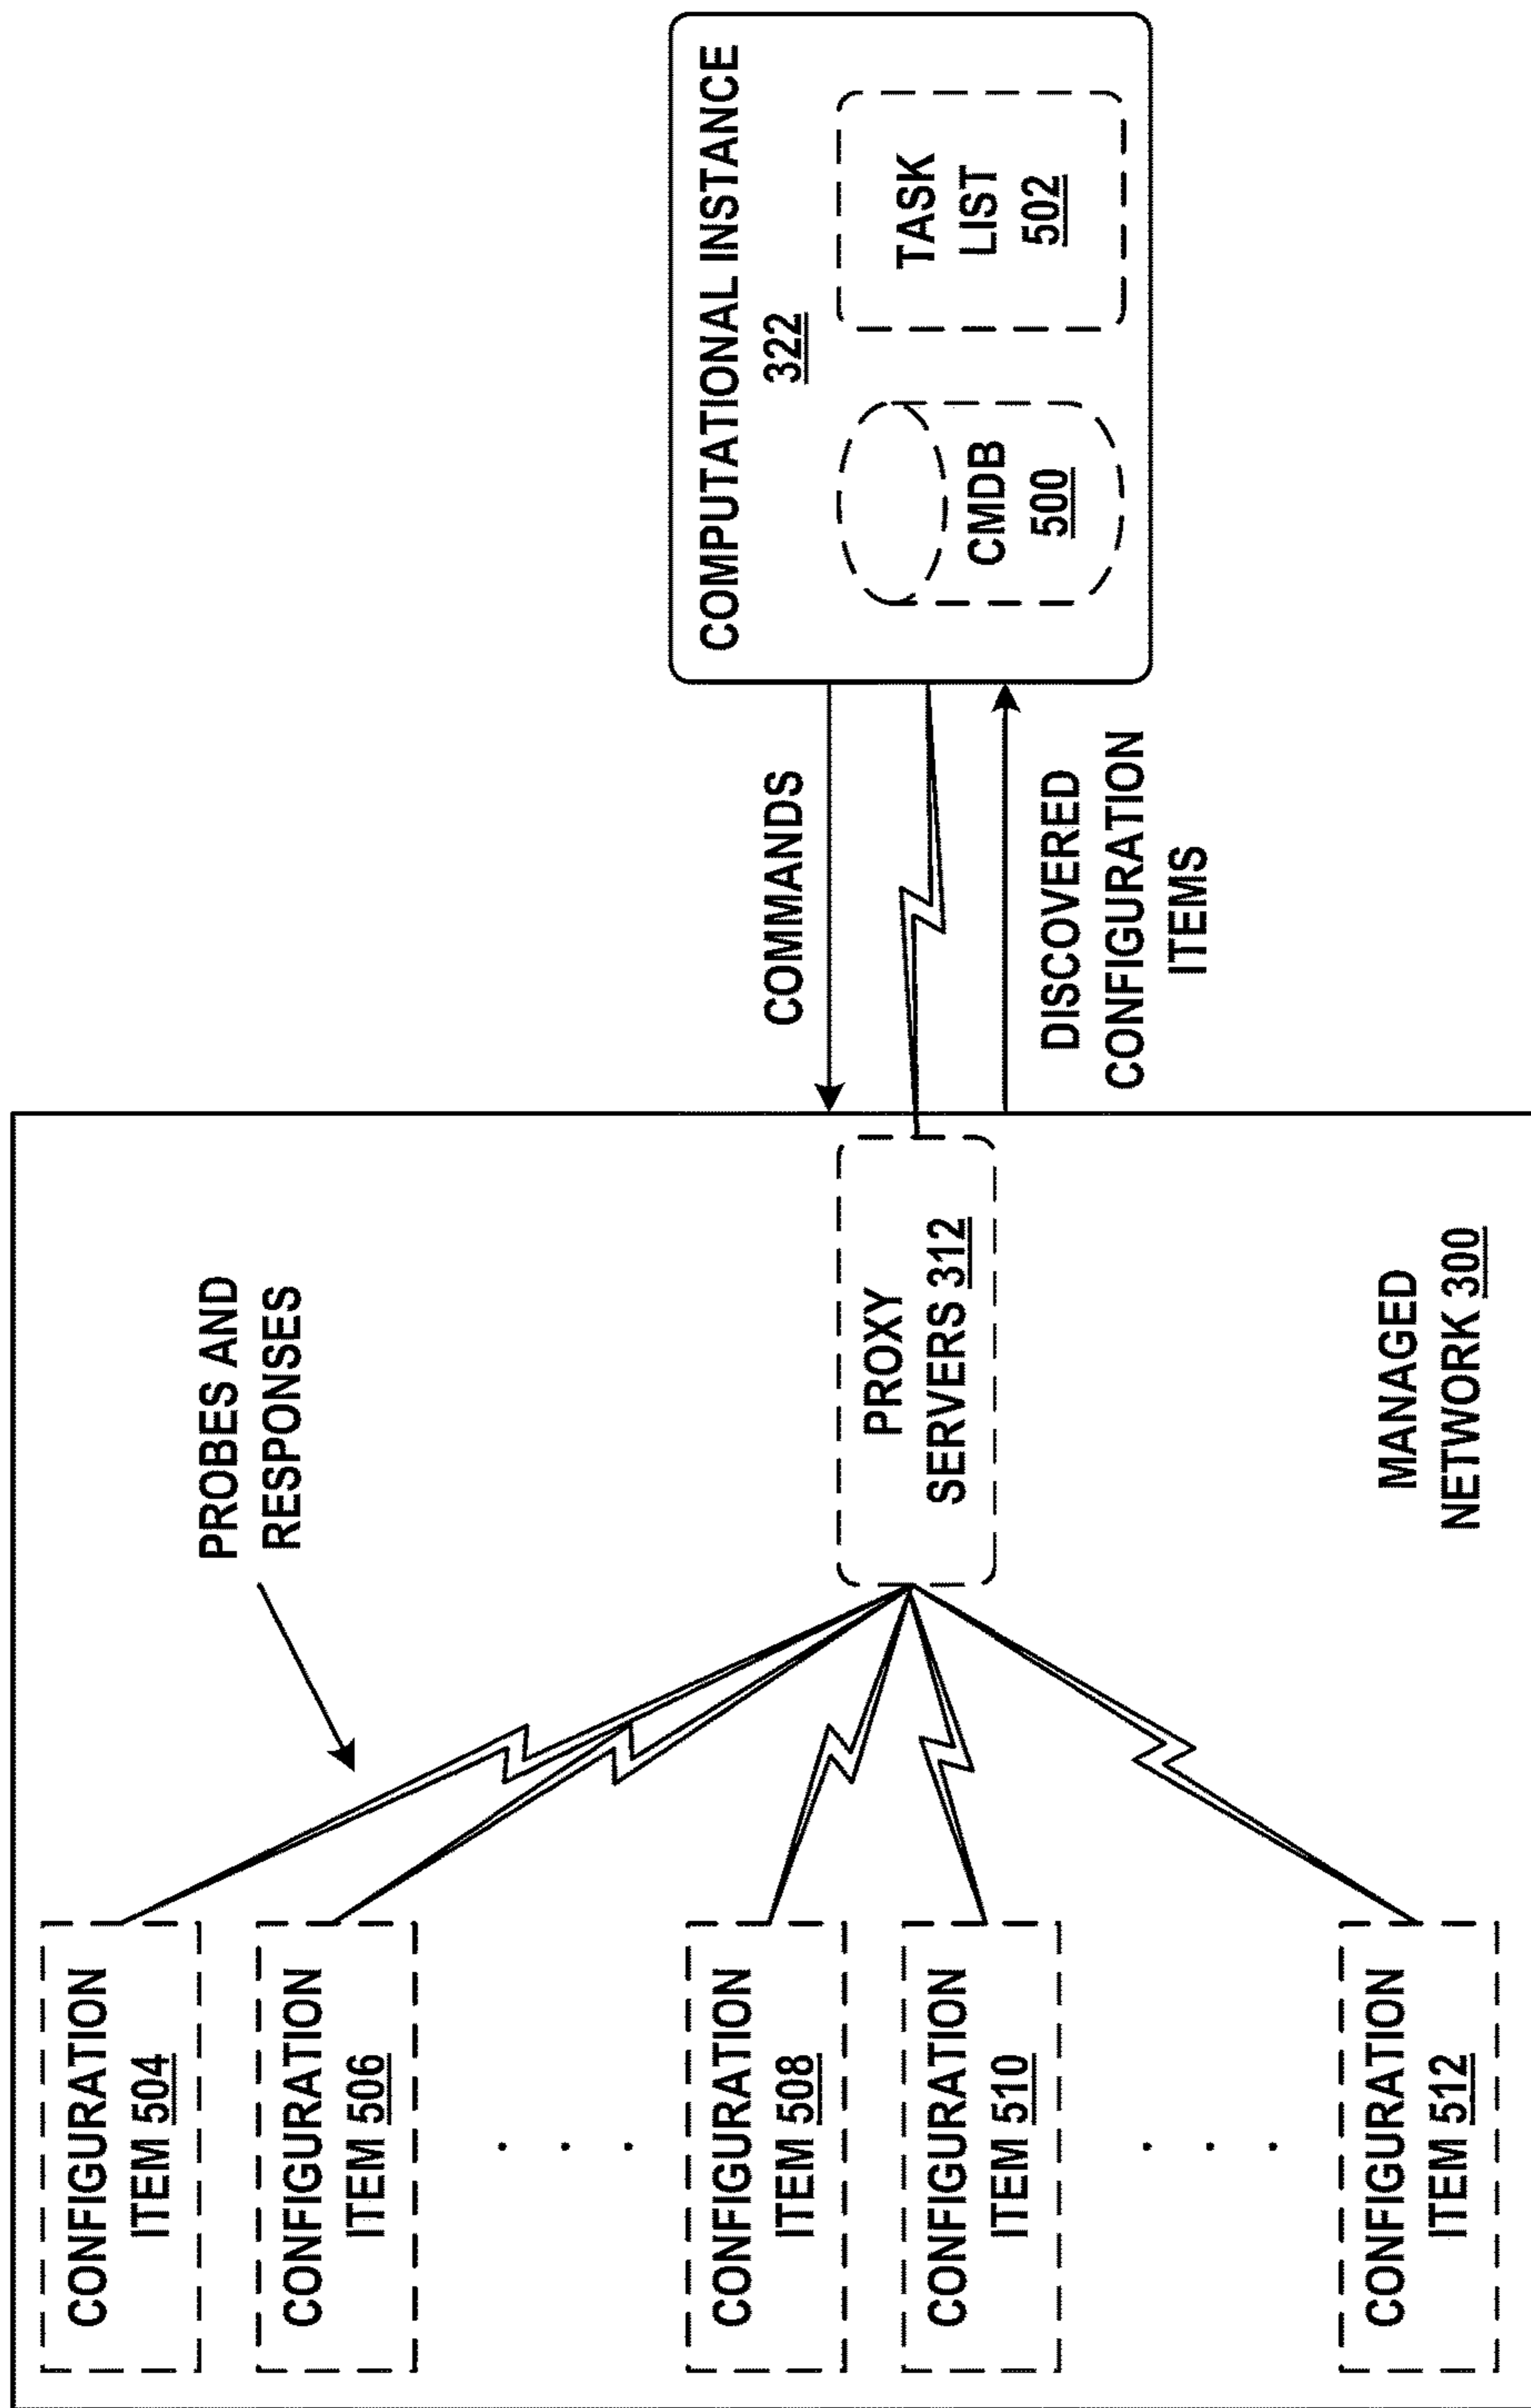 COMPUTATIONAL INSTANCE
322
CMDB
500
TASK
LIST
502
COMMANDS
DISCOVERED
CONFIGURATION
ITEMS
PROBES AND
RESPONSES
PROXY
SERVERS 312
MANAGED
NETWORK 300
CONFIGURATION
ITEM 504
CONFIGURATION
ITEM 506
CONFIGURATION
ITEM 508
CONFIGURATION
ITEM 510
CONFIGURATION
ITEM 512